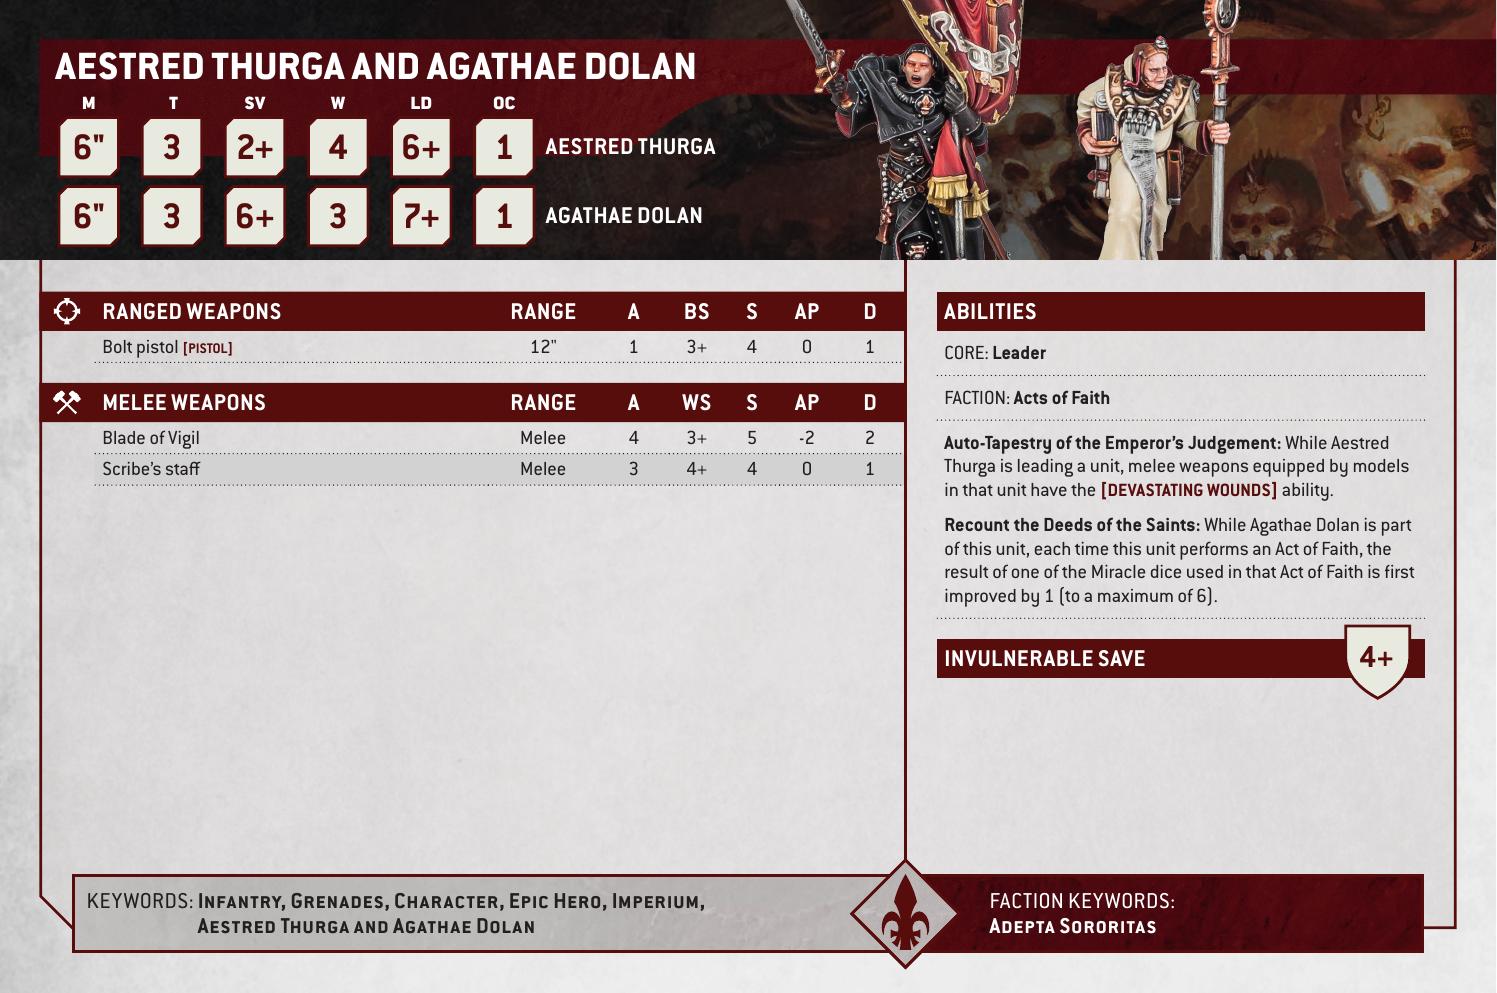 AESTRED THURGA AND AGATHAE DOLAN
M T SV W LD OC
6" 3 2+ 4 6+ 1 AESTRED THURGA
6" 3 6+ 3 7+ 1 AGATHAE DOLAN
RANGED WEAPONS RANGE A BS S AP D
Bolt pistol [PISTOL] 12" 1 3+ 4 0 1
MELEE WEAPONS RANGE A WS S AP D
Blade of Vigil Melee 4 3+ 5 -2 2
Scribe's staff Melee 3 4+ 4 0 1
ABILITIES
CORE: Leader
FACTION: Acts of Faith
Auto-Tapestry of the Emperor's Judgement: While Aestred
Thurga is leading a unit, melee weapons equipped by models
in that unit have the [DEVASTATING WOUNDS] ability.
Recount the Deeds of the Saints: While Agathae Dolan is part
of this unit, each time this unit performs an Act of Faith, the
result of one of the Miracle dice used in that Act of Faith is first
improved by 1 (to a maximum of 6).
INVULNERABLE SAVE 4+
KEYWORDS: INFANTRY, GRENADES, CHARACTER, EPIC HERO, IMPERIUM,
AESTRED THURGA AND AGATHAE DOLAN
FACTION KEYWORDS:
ADEPTA SORORITAS